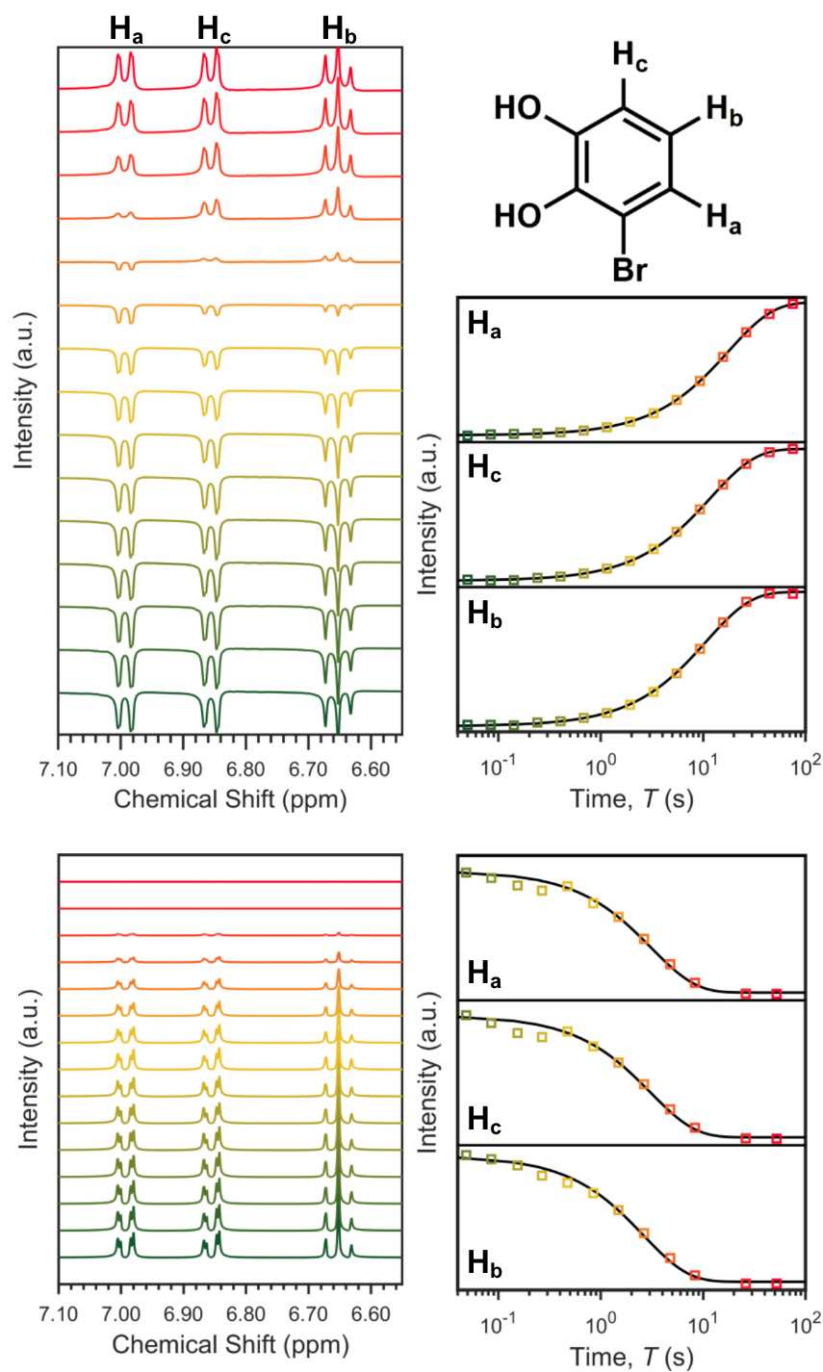 Ha Hc Hb
Intensity (a.u.)
7.10 7.00 6.90 6.80 6.70 6.60
Chemical Shift (ppm)
Hc
HO
Hb
HO
Ha
Br
Intensity (a.u.)
Ha
Hc
Hb
10-1 100 101 102
Time, T (s)
Intensity (a.u.)
7.10 7.00 6.90 6.80 6.70 6.60
Chemical Shift (ppm)
Intensity (a.u.)
Ha
Hc
Hb
10-1 100 101 102
Time, T (s)